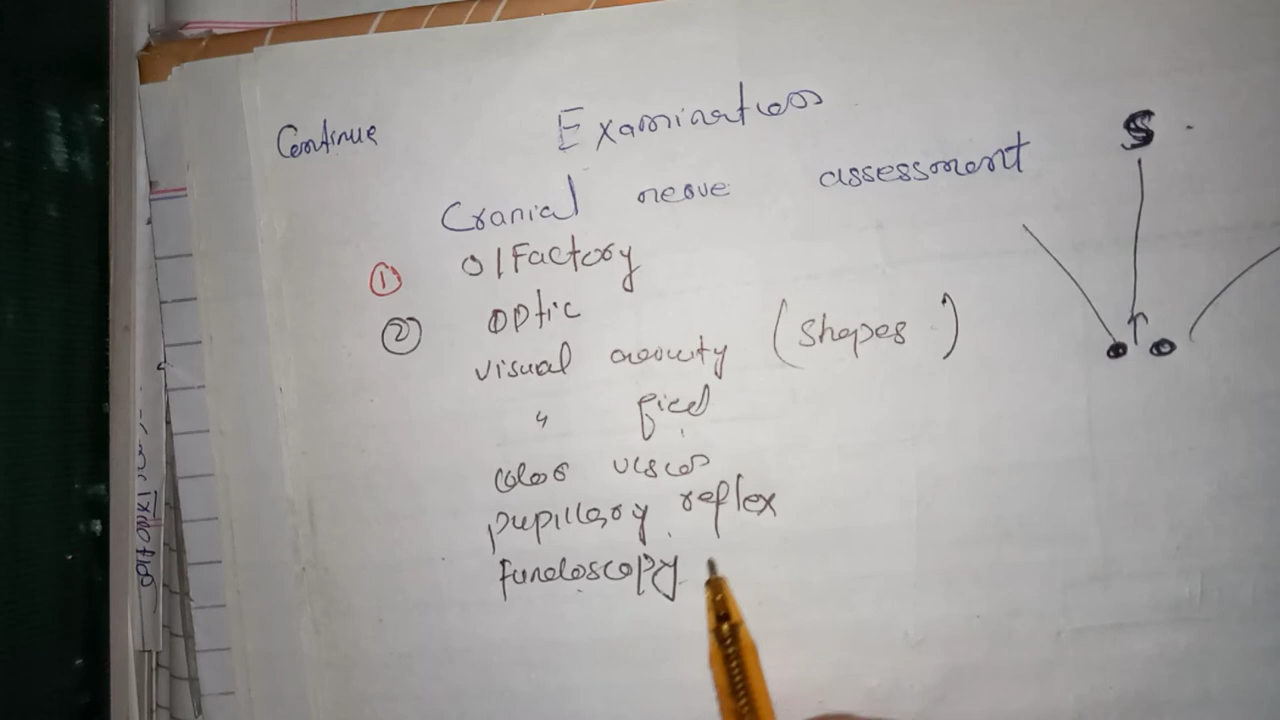 Continue
Examination
Cranial nerve assessment
① Olfactory
② Optic
visual acuity (shapes)
" field
color vision
pupillary reflex
Fundoscopy
S